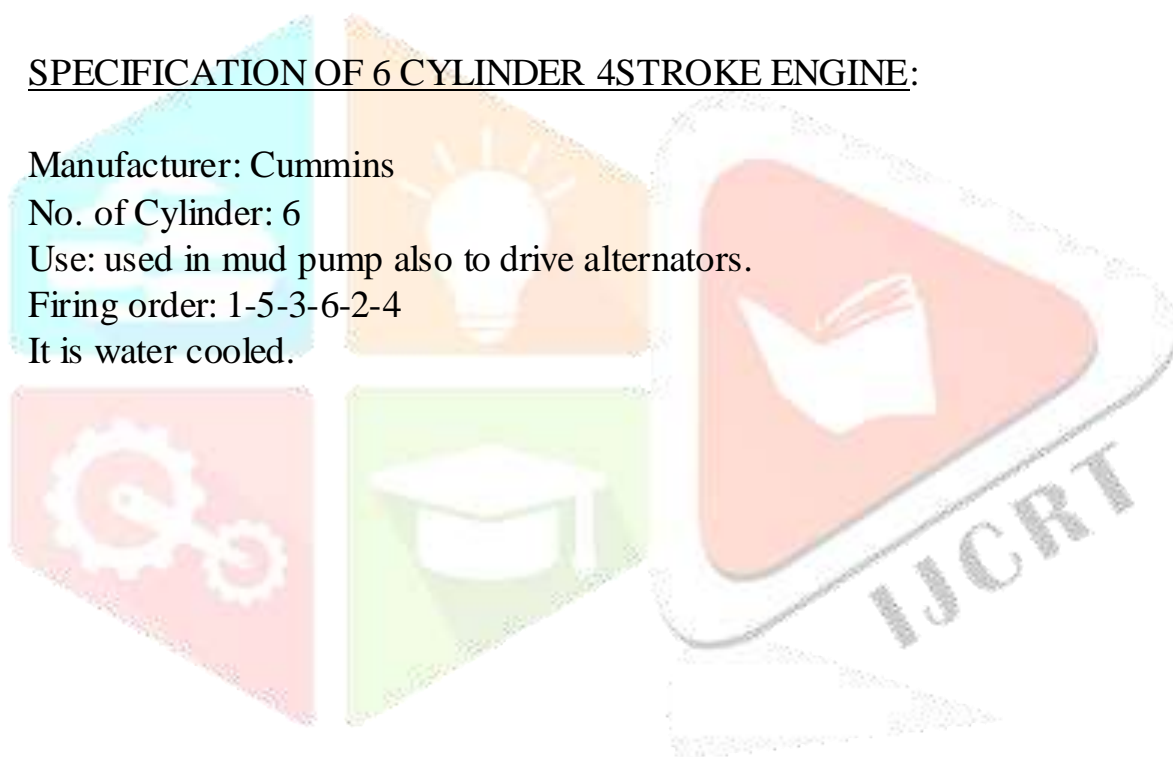 SPECIFICATION OF 6 CYLINDER 4STROKE ENGINE:
Manufacturer: Cummins
No. of Cylinder: 6
Use: used in mud pump also to drive alternators.
Firing order: 1-5-3-6-2-4
It is water cooled.
IJCRT